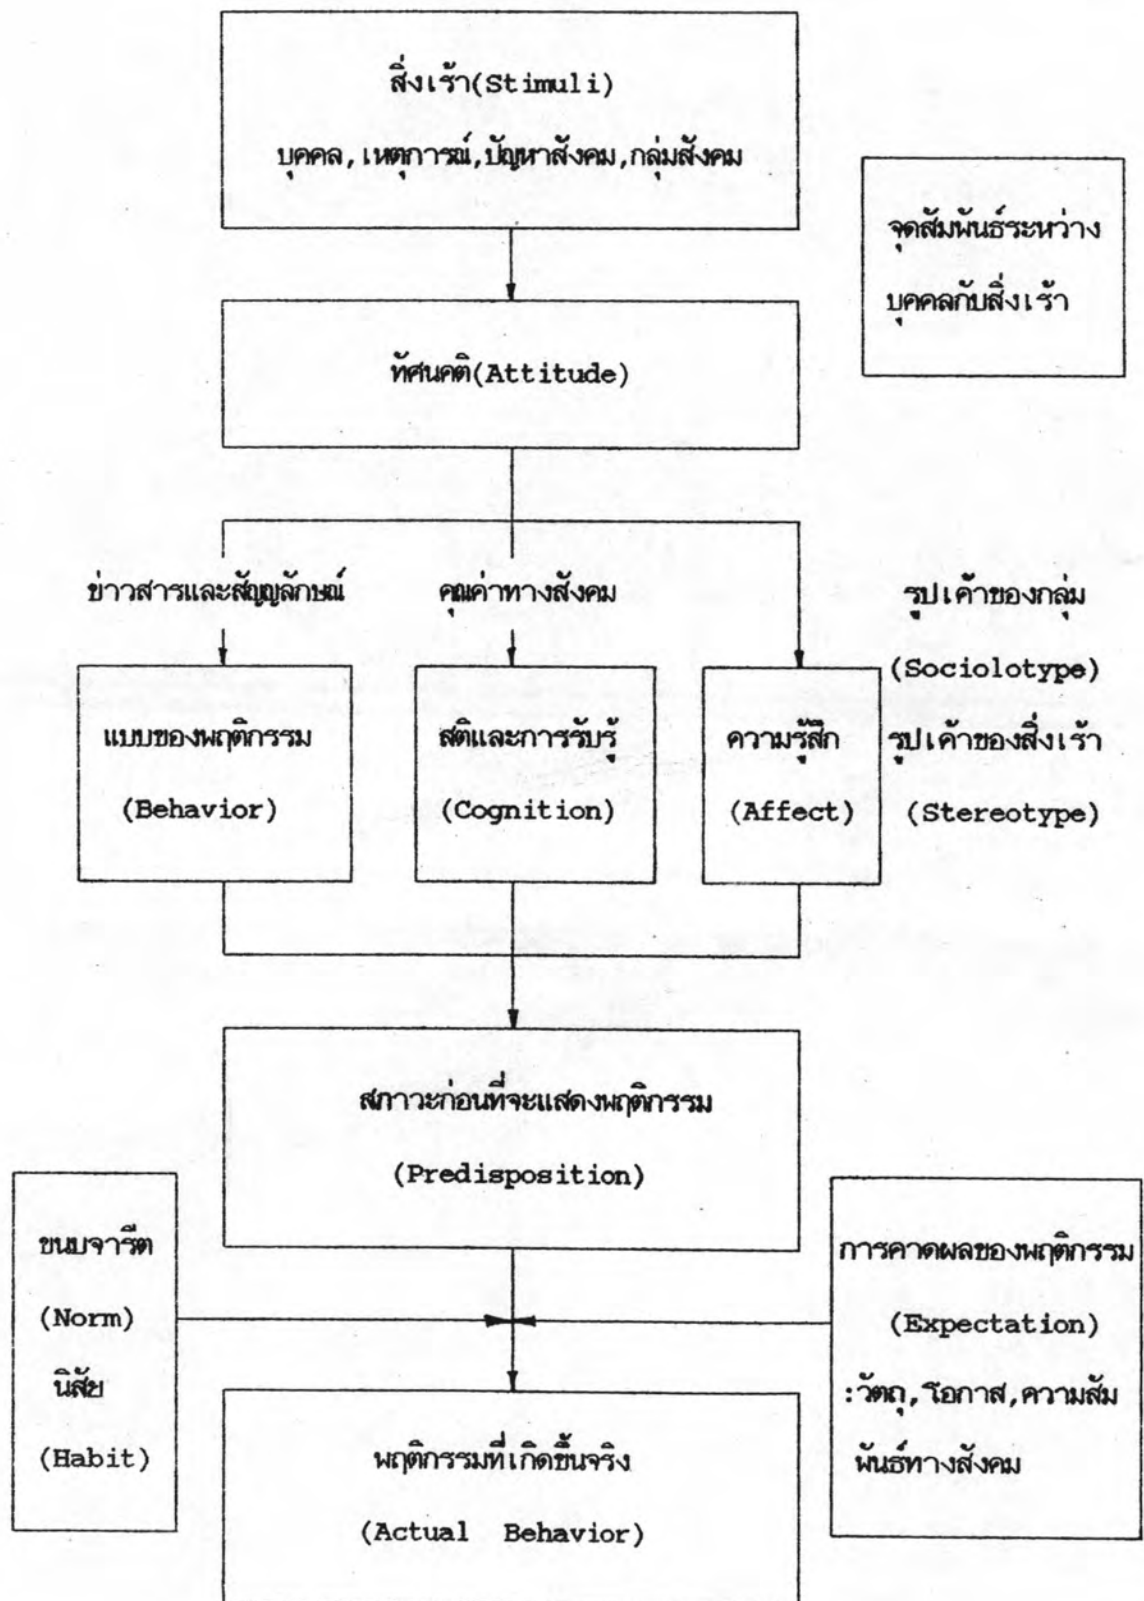 สิ่งเร้า(Stimuli)
บุคคล,เหตุการณ์,ปัญหาสังคม,กลุ่มสังคม
จุดสัมพันธ์ระหว่าง
บุคคลกับสิ่งเร้า
ทัศนคติ(Attitude)
ข่าวสารและสัญญลักษณ์
คุณค่าทางสังคม
รูปเค้าของกลุ่ม
(Sociolotype)
แบบของพฤติกรรม
(Behavior)
สติและการรับรู้
(Cognition)
ความรู้สึก
(Affect)
รูปเค้าของสิ่งเร้า
(Stereotype)
สภาวะก่อนที่จะแสดงพฤติกรรม
(Predisposition)
ขนบจารีต
(Norm)
นิสัย
(Habit)
การคาดผลของพฤติกรรม
(Expectation)
:วัตถุ,โอกาส,ความสัม
พันธ์ทางสังคม
พฤติกรรมที่เกิดขึ้นจริง
(Actual Behavior)